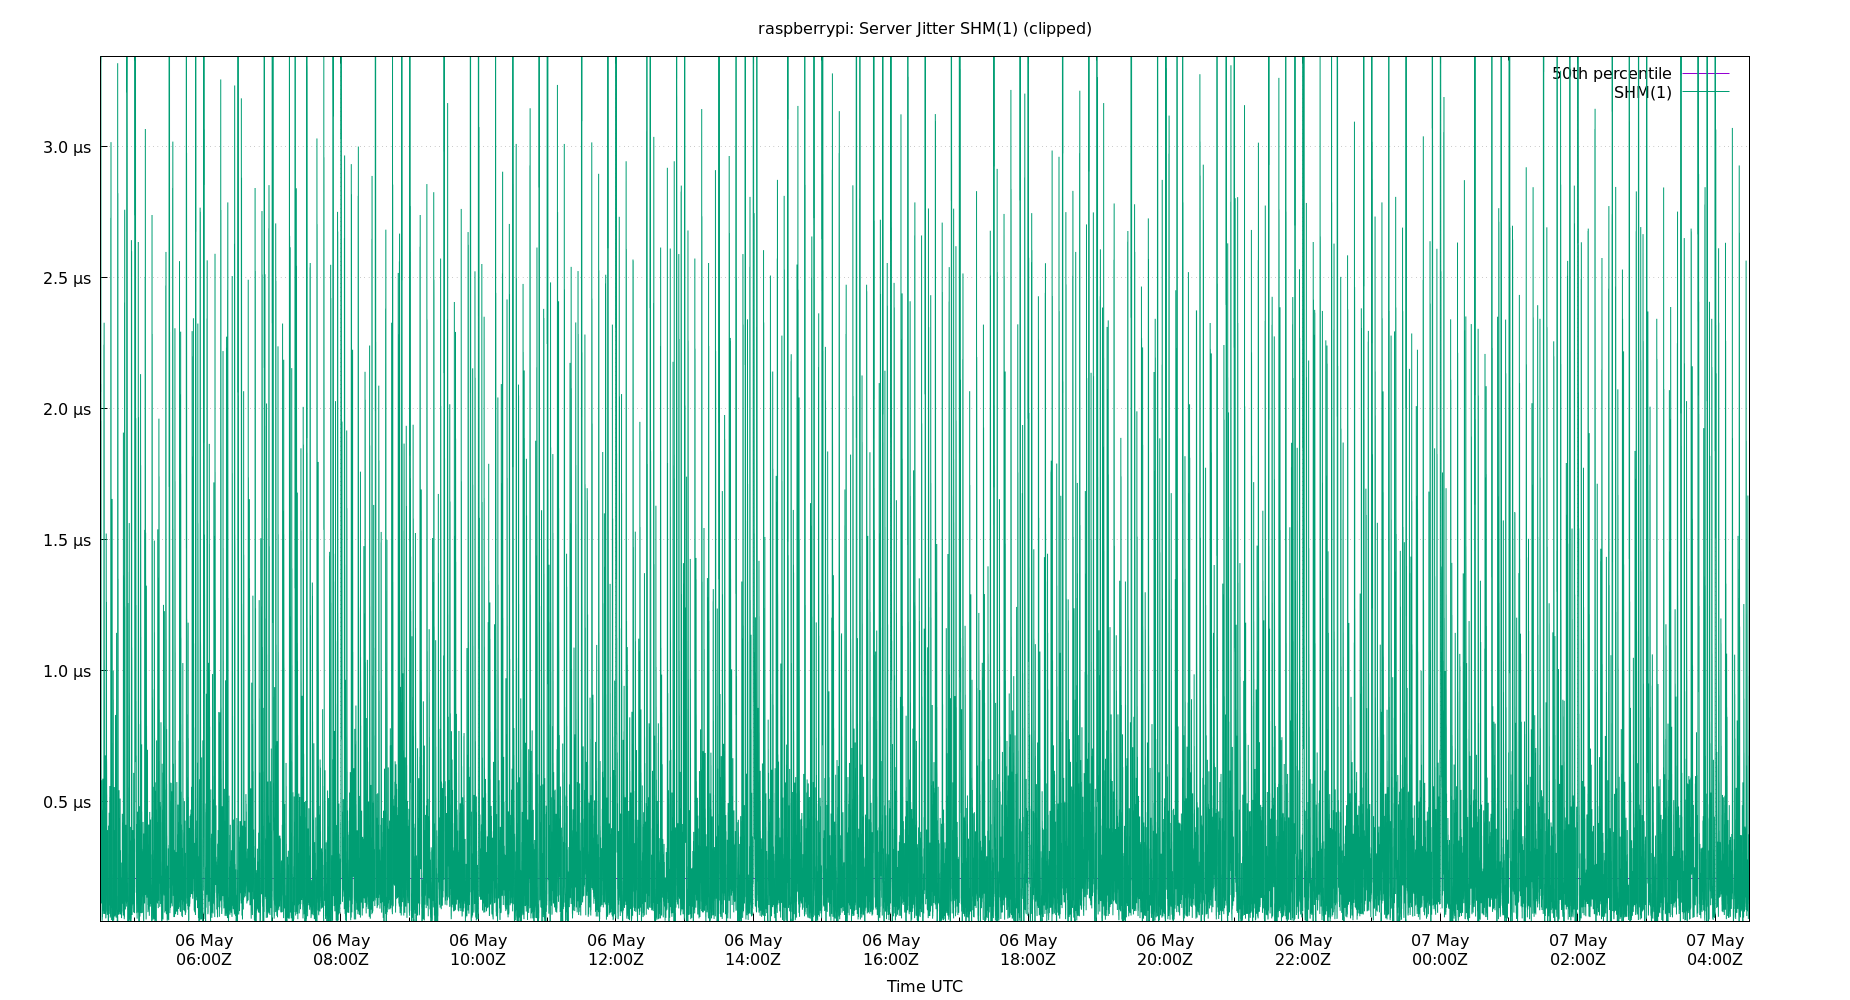 raspberrypi: Server Jitter SHM(1) (clipped)
50th percentile
SHM(1)
3.0 µs
2.5 µs
2.0 µs
1.5 µs
1.0 µs
0.5 µs
06 May 06 May 06 May 06 May 06 May 06 May 06 May 06 May 06 May 07 May 07 May 07 May
06:00Z 08:00Z 10:00Z 12:00Z 14:00Z 16:00Z 18:00Z 20:00Z 22:00Z 00:00Z 02:00Z 04:00Z
Time UTC